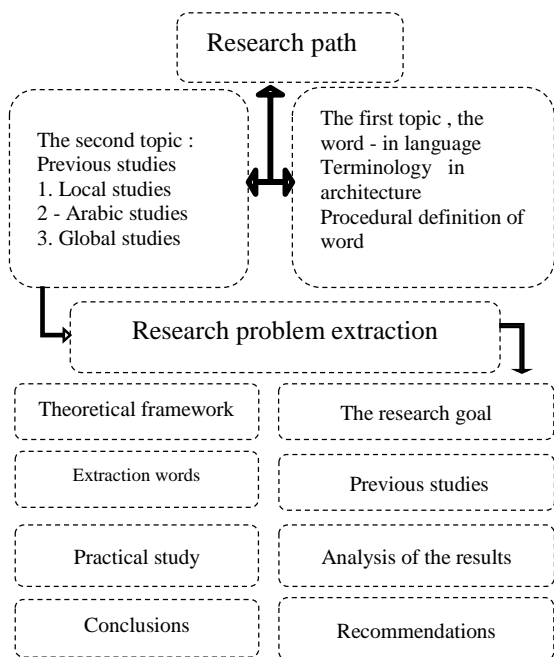 Research path
The second topic :
Previous studies
1. Local studies
2 - Arabic studies
3. Global studies
The first topic , the
word - in language
Terminology in
architecture
Procedural definition of
word
Research problem extraction
Theoretical framework
The research goal
Extraction words
Previous studies
Practical study
Analysis of the results
Conclusions
Recommendations